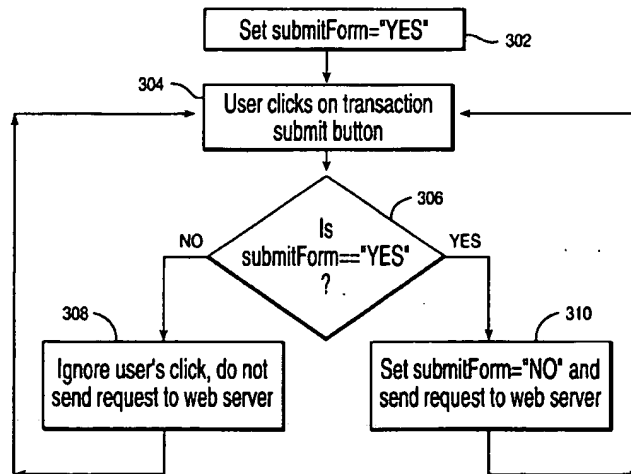 Set submitForm="YES"
302
304
User clicks on transaction
submit button
306
Is
submitForm=="YES"
?
NO
YES
308
310
Ignore user's click, do not
send request to web server
Set submitForm="NO" and
send request to web server